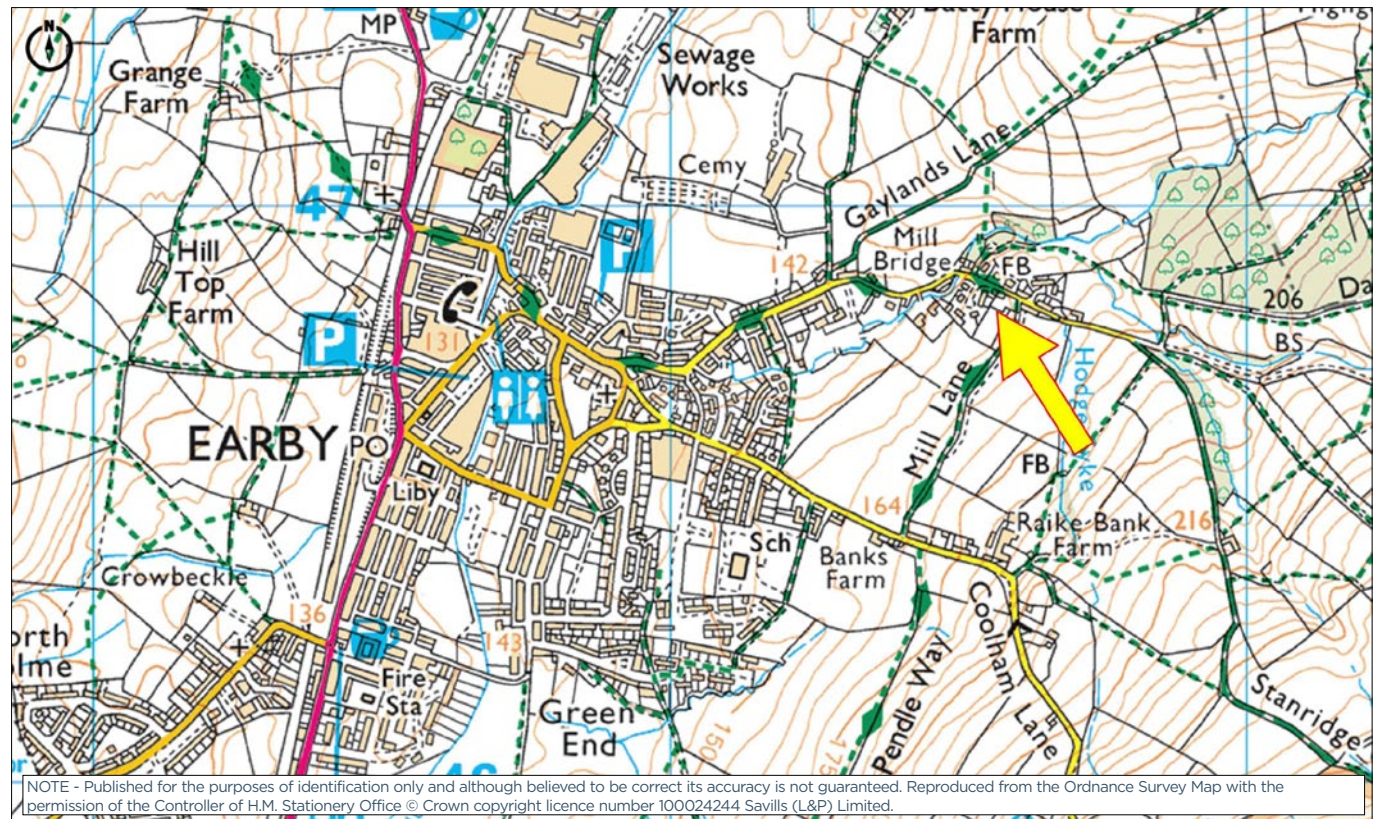 N
MP
Farm
Sewage
Works
Grange
Farm
Cemy
Gaylands Lane
47
Hill
Top
Farm
Mill
Bridge
FB
142
206
Da
BS
P
131
Mill Lane
EARBY
PO
Liby
FB
164
Raike Bank
Farm
216
Sch
Banks
Farm
Crowbeckle
136
143
Coolham
Lane
Fire
Sta
Green
End
150
175
Pendle Way
Stanridge
NOTE - Published for the purposes of identification only and although believed to be correct its accuracy is not guaranteed. Reproduced from the Ordnance Survey Map with the
permission of the Controller of H.M. Stationery Office © Crown copyright licence number 100024244 Savills (L&P) Limited.